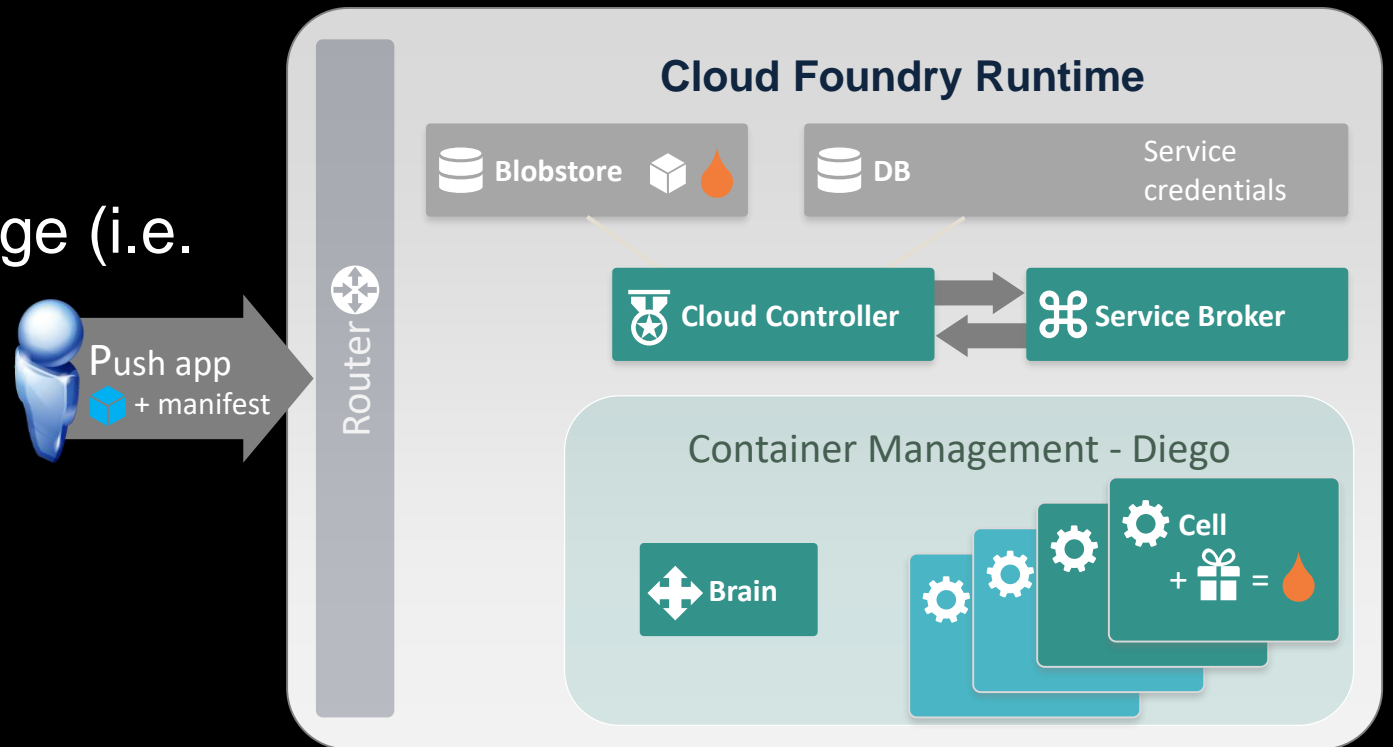 Cloud Foundry Runtime
Blobstore
DB
Service
credentials
ge (i.e.
Router
Cloud Controller
Service Broker
Push app
+ manifest
Container Management - Diego
Cell
+ =
Brain